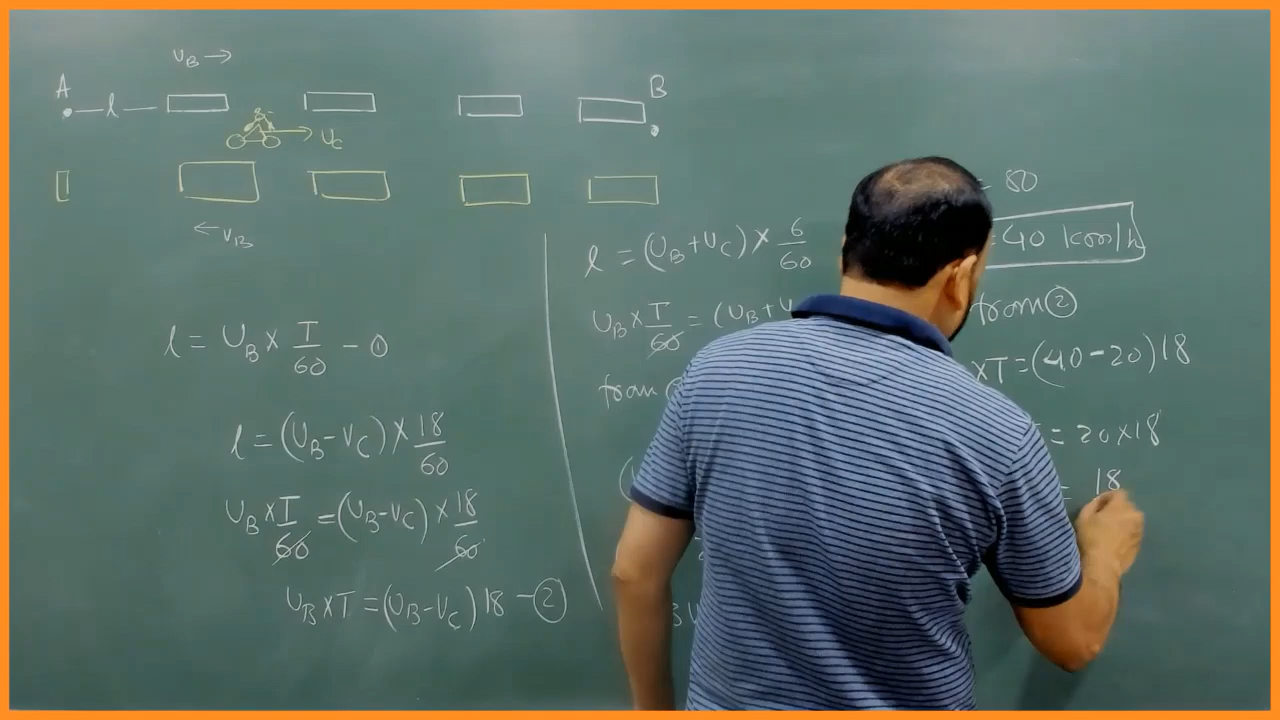 V_B →
A
B
— l —
V_C
← V_B
l = V_B × T/60 – ①
l = (V_B – V_C) × 18/60
V_B × T/60 = (V_B – V_C) × 18/60
V_B × T = (V_B – V_C) 18 – ②
l = (V_B + V_C) × 6/60
V_B × T/60 = (V_B + V
from
= 80
= 40 km/h
from ②
× T = (40 – 20) 18
= 20 × 18
= 18